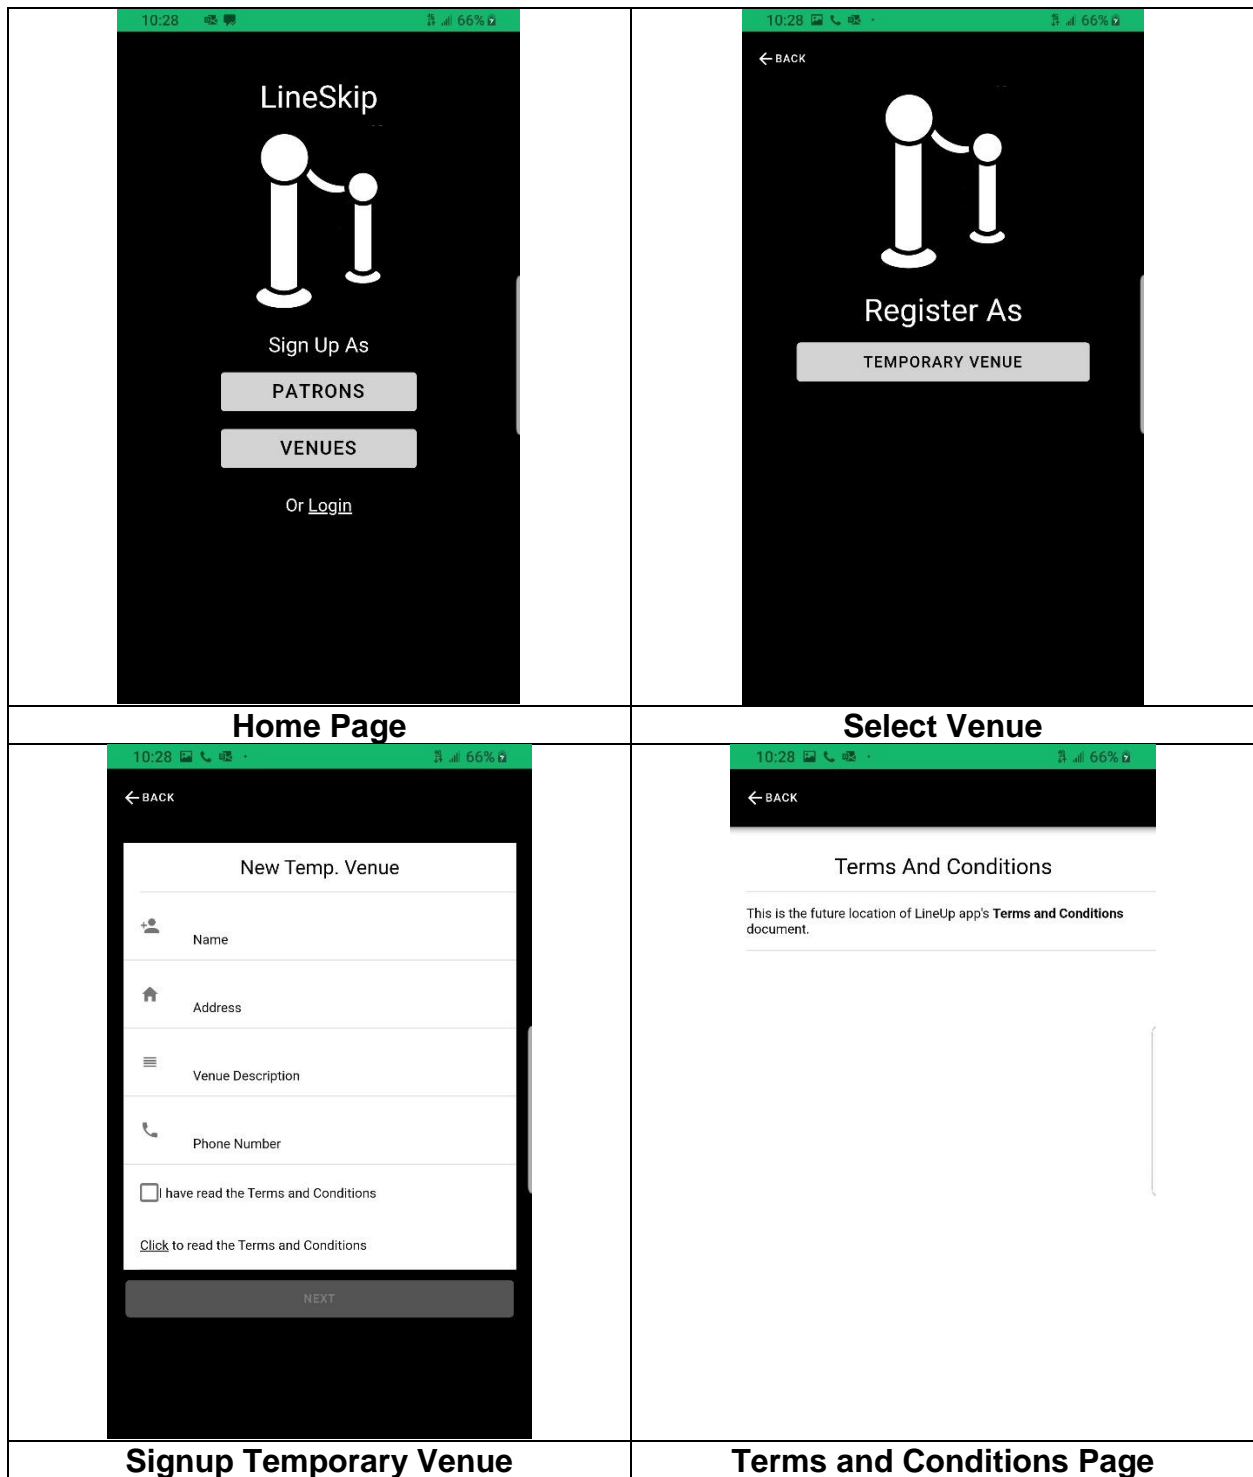 10:28 66%
LineSkip
Sign Up As
PATRONS
VENUES
Or Login
Home Page
10:28 66%
BACK
Register As
TEMPORARY VENUE
Select Venue
10:28 66%
BACK
New Temp. Venue
Name
Address
Venue Description
Phone Number
I have read the Terms and Conditions
Click to read the Terms and Conditions
NEXT
Signup Temporary Venue
10:28 66%
BACK
Terms And Conditions
This is the future location of LineUp app's Terms and Conditions
document.
Terms and Conditions Page